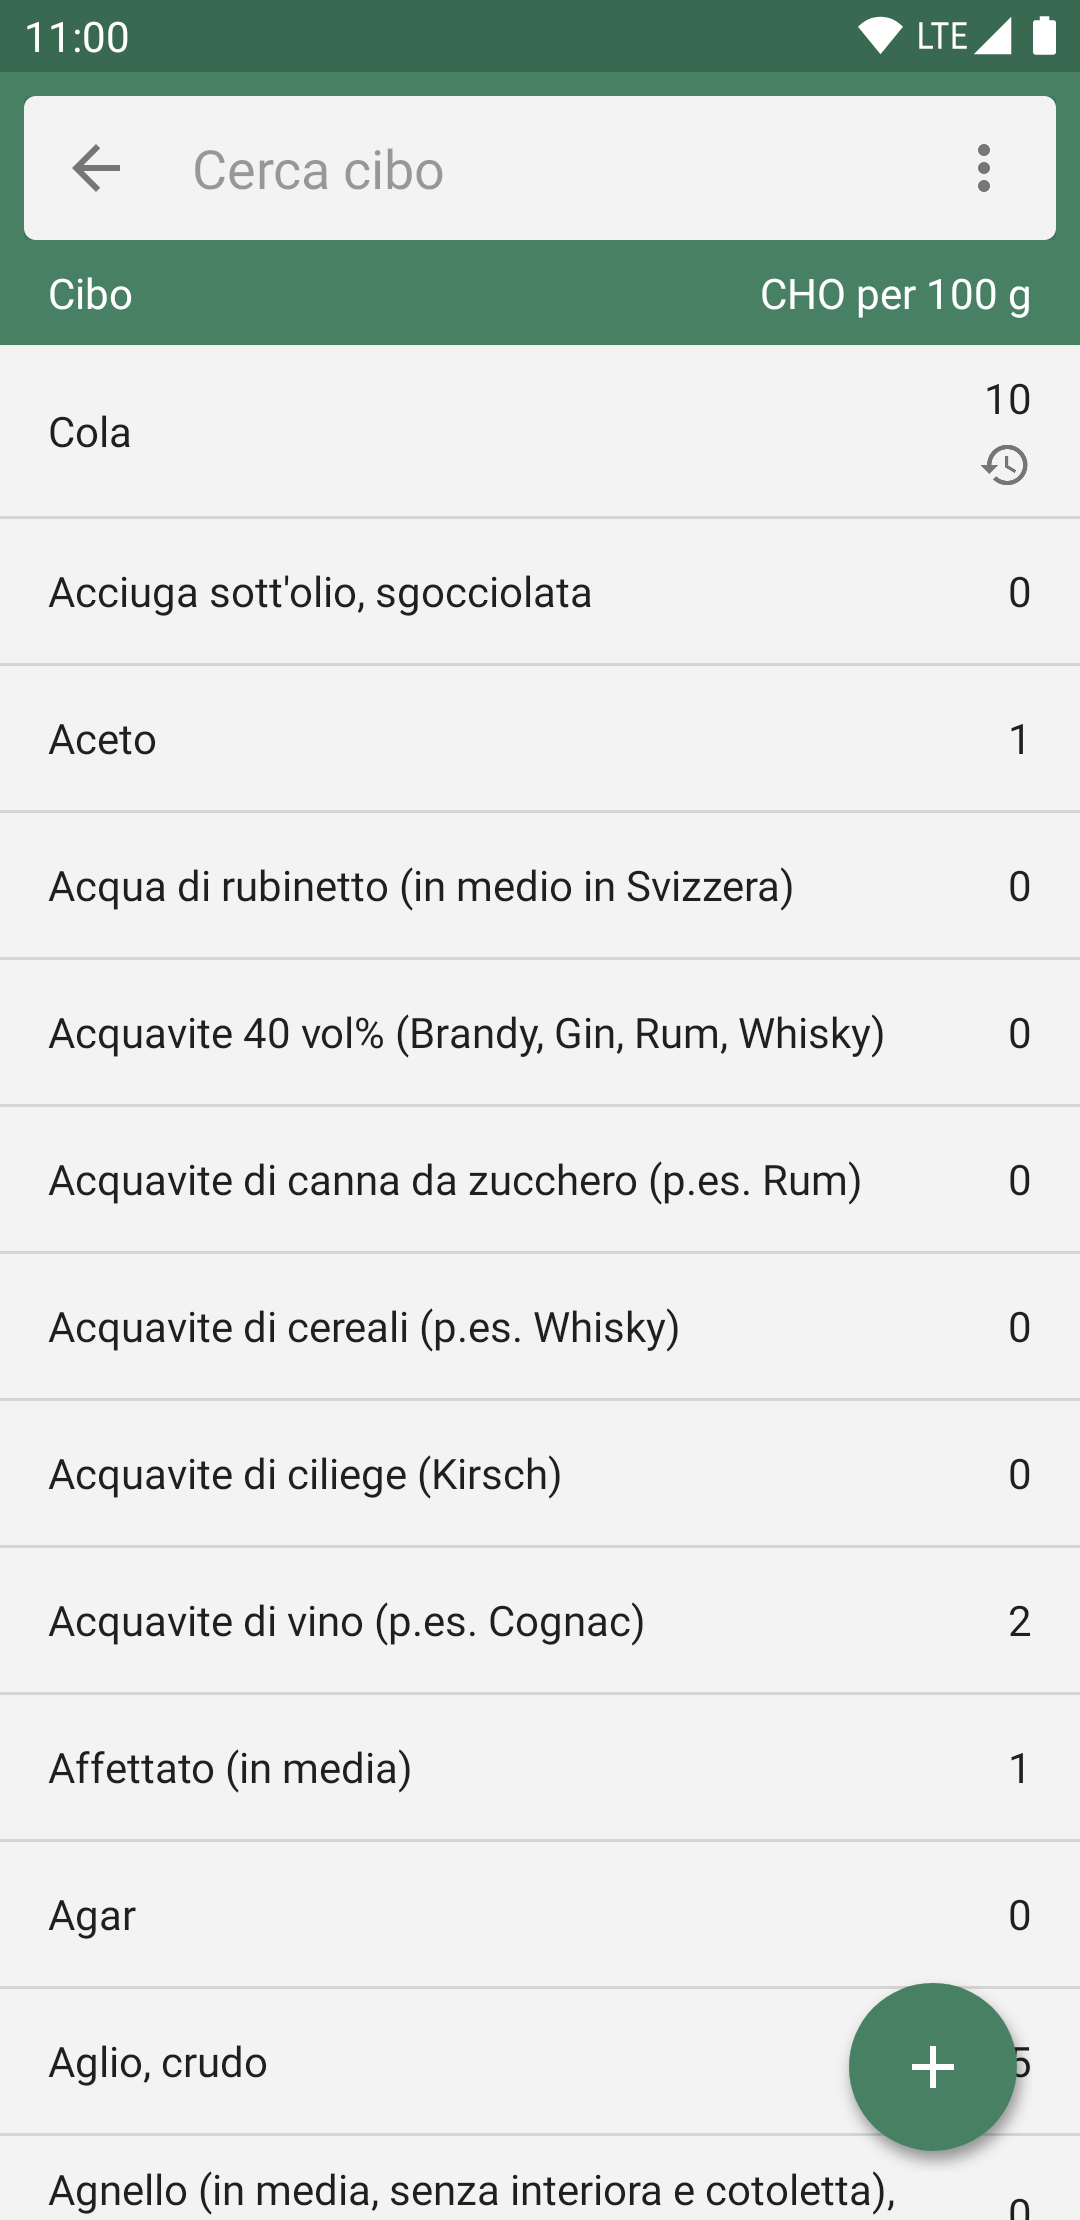 11:00 LTE
Cerca cibo
Cibo CHO per 100 g
Cola 10
Acciuga sott'olio, sgocciolata 0
Aceto 1
Acqua di rubinetto (in medio in Svizzera) 0
Acquavite 40 vol% (Brandy, Gin, Rum, Whisky) 0
Acquavite di canna da zucchero (p.es. Rum) 0
Acquavite di cereali (p.es. Whisky) 0
Acquavite di ciliege (Kirsch) 0
Acquavite di vino (p.es. Cognac) 2
Affettato (in media) 1
Agar 0
Aglio, crudo
Agnello (in media, senza interiora e cotoletta), 0